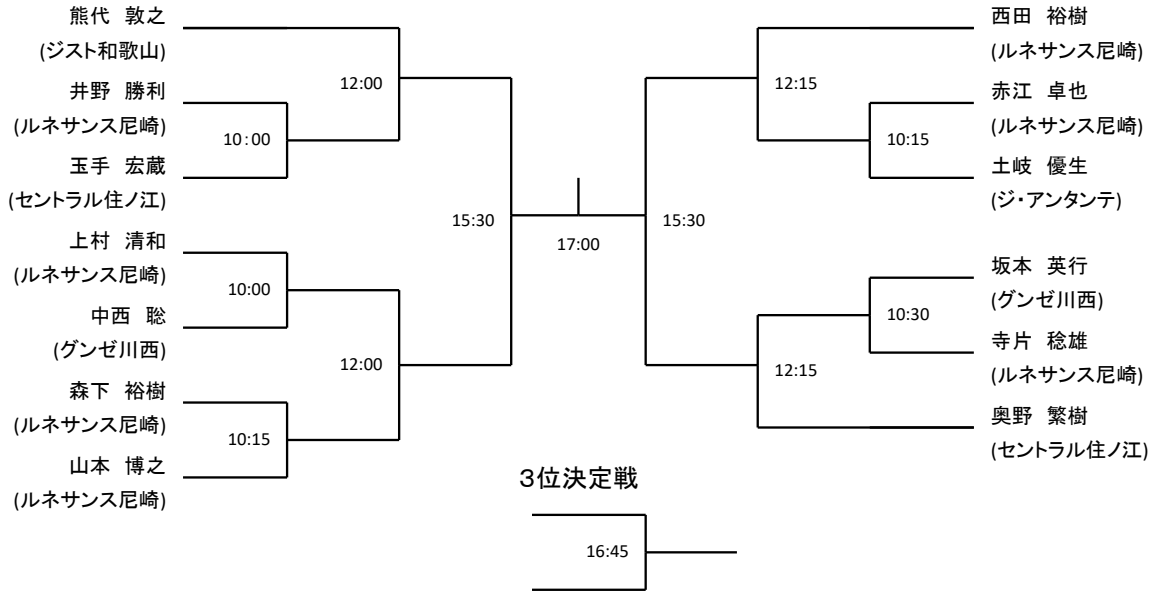 熊代　敦之
(ジスト和歌山)
12:00
井野　勝利
(ルネサンス尼崎)
10:00
玉手　宏蔵
(セントラル住ノ江)
15:30
上村　清和
(ルネサンス尼崎)
10:00
中西　聡
(グンゼ川西)
12:00
森下　裕樹
(ルネサンス尼崎)
10:15
山本　博之
(ルネサンス尼崎)
17:00
西田　裕樹
(ルネサンス尼崎)
12:15
赤江　卓也
(ルネサンス尼崎)
10:15
土岐　優生
(ジ・アンタンテ)
15:30
坂本　英行
(グンゼ川西)
10:30
寺片　稔雄
(ルネサンス尼崎)
12:15
奥野　繁樹
(セントラル住ノ江)
３位決定戦
16:45